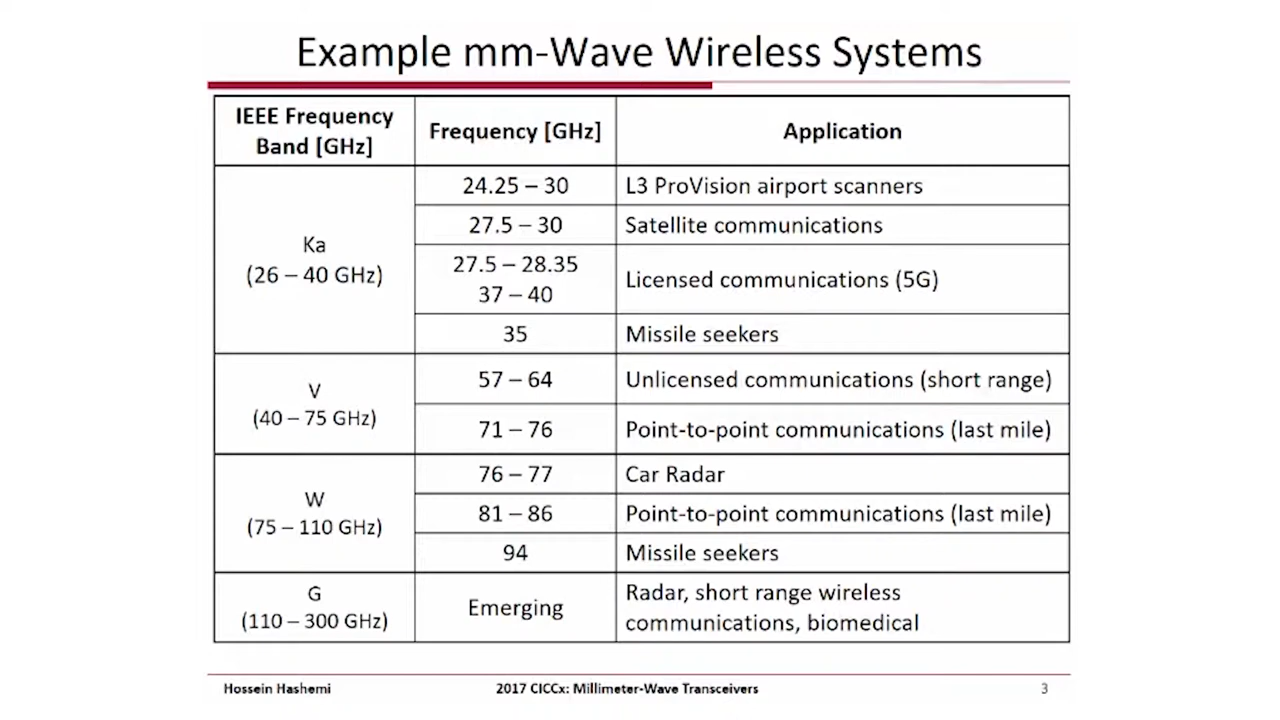 Example mm-Wave Wireless Systems
IEEE Frequency
Band [GHz]
Frequency [GHz]
Application
Ka
(26 – 40 GHz)
24.25 – 30
L3 ProVision airport scanners
27.5 – 30
Satellite communications
27.5 – 28.35
37 – 40
Licensed communications (5G)
35
Missile seekers
V
(40 – 75 GHz)
57 – 64
Unlicensed communications (short range)
71 – 76
Point-to-point communications (last mile)
W
(75 – 110 GHz)
76 – 77
Car Radar
81 – 86
Point-to-point communications (last mile)
94
Missile seekers
G
(110 – 300 GHz)
Emerging
Radar, short range wireless
communications, biomedical
Hossein Hashemi
2017 CICCx: Millimeter-Wave Transceivers
3